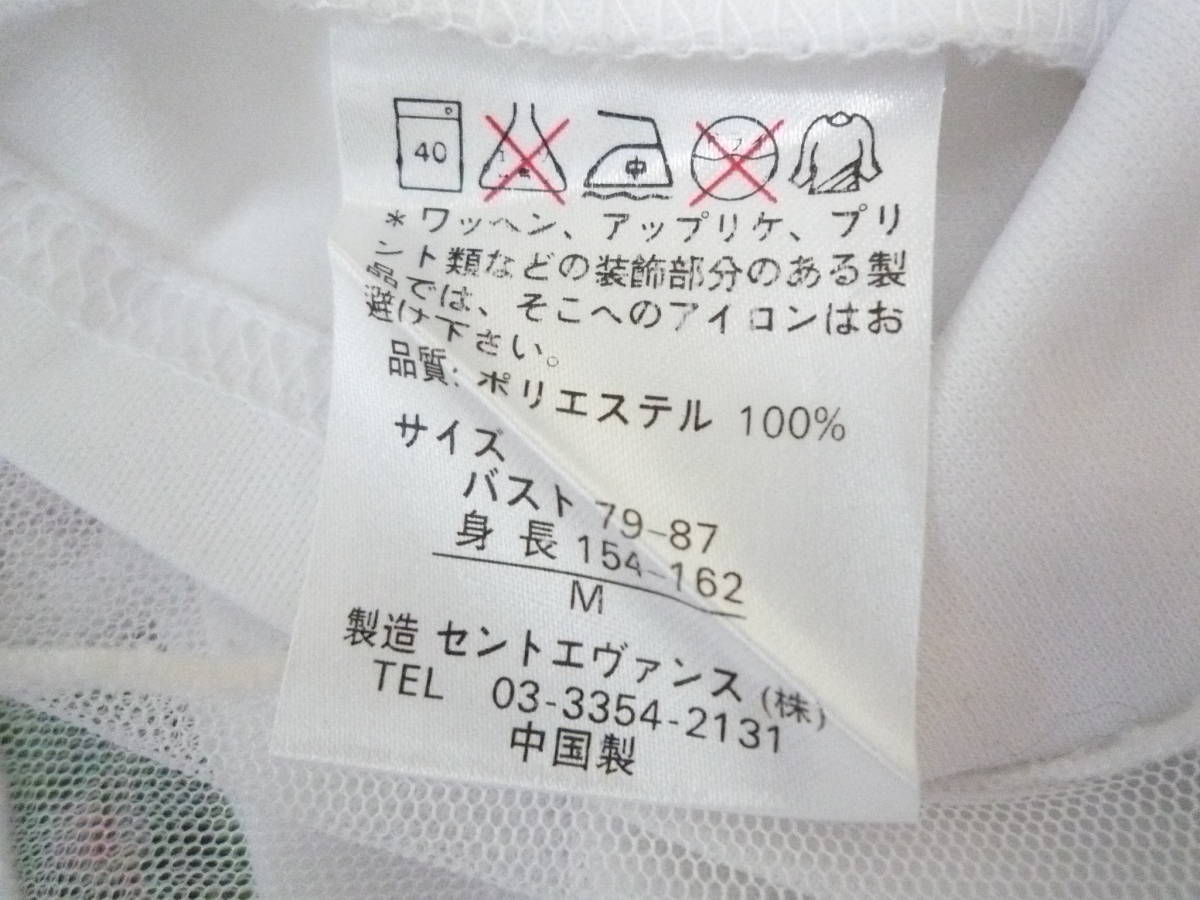 40
中
＊ワッペン、アップリケ、プリ
ント類などの装飾部分のある製
品では、そこへのアイロンはお
避け下さい。
品質: ポリエステル 100%
サイズ
バスト 79-87
身長 154-162
M
製造 セントエヴァンス(株)
TEL 03-3354-2131
中国製